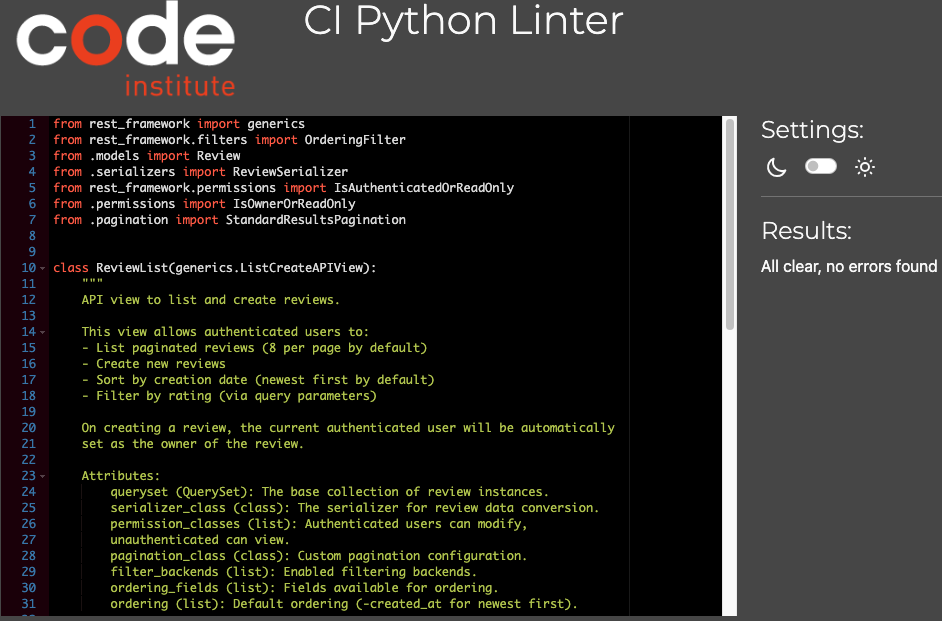 code
institute
CI Python Linter
1 from rest_framework import generics
2 from rest_framework.filters import OrderingFilter
3 from .models import Review
4 from .serializers import ReviewSerializer
5 from rest_framework.permissions import IsAuthenticatedOrReadOnly
6 from .permissions import IsOwnerOrReadOnly
7 from .pagination import StandardResultsPagination
8
9
10 class ReviewList(generics.ListCreateAPIView):
11 """
12 API view to list and create reviews.
13
14 This view allows authenticated users to:
15 - List paginated reviews (8 per page by default)
16 - Create new reviews
17 - Sort by creation date (newest first by default)
18 - Filter by rating (via query parameters)
19
20 On creating a review, the current authenticated user will be automatically
21 set as the owner of the review.
22
23 Attributes:
24 queryset (QuerySet): The base collection of review instances.
25 serializer_class (class): The serializer for review data conversion.
26 permission_classes (list): Authenticated users can modify,
27 unauthenticated can view.
28 pagination_class (class): Custom pagination configuration.
29 filter_backends (list): Enabled filtering backends.
30 ordering_fields (list): Fields available for ordering.
31 ordering (list): Default ordering (-created_at for newest first).
Settings:
Results:
All clear, no errors found